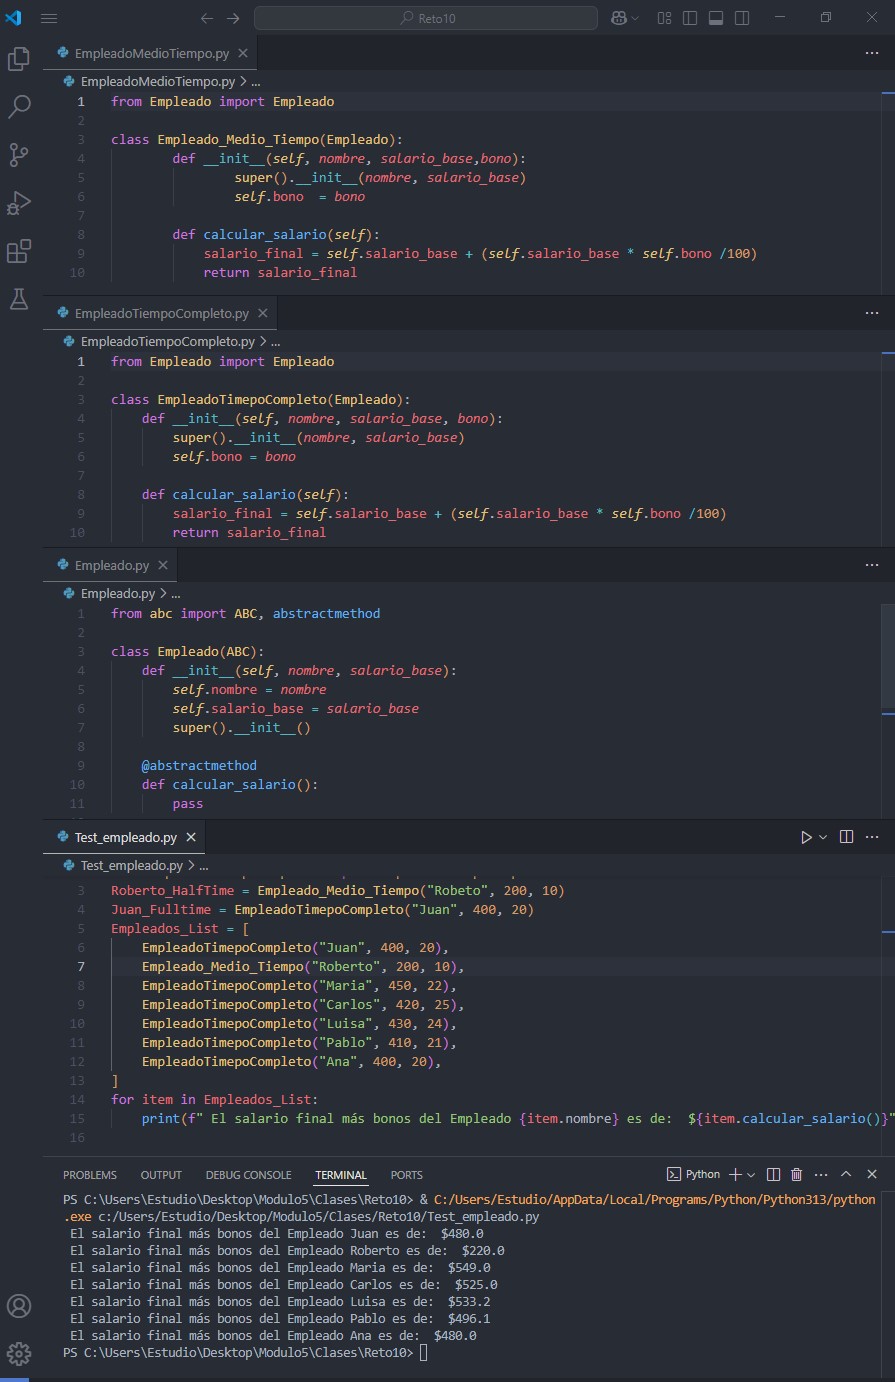 Reto10
EmpleadoMedioTiempo.py
EmpleadoMedioTiempo.py > ...
1 from Empleado import Empleado
2
3 class Empleado_Medio_Tiempo(Empleado):
4         def __init__(self, nombre, salario_base,bono):
5                 super().__init__(nombre, salario_base)
6                 self.bono  = bono
7
8         def calcular_salario(self):
9             salario_final = self.salario_base + (self.salario_base * self.bono /100)
10             return salario_final
EmpleadoTiempoCompleto.py
EmpleadoTiempoCompleto.py > ...
1 from Empleado import Empleado
2
3 class EmpleadoTimepoCompleto(Empleado):
4     def __init__(self, nombre, salario_base, bono):
5         super().__init__(nombre, salario_base)
6         self.bono = bono
7
8     def calcular_salario(self):
9         salario_final = self.salario_base + (self.salario_base * self.bono /100)
10         return salario_final
Empleado.py
Empleado.py > ...
1 from abc import ABC, abstractmethod
2
3 class Empleado(ABC):
4     def __init__(self, nombre, salario_base):
5         self.nombre = nombre
6         self.salario_base = salario_base
7         super().__init__()
8
9     @abstractmethod
10     def calcular_salario():
11         pass
Test_empleado.py
Test_empleado.py > ...
3 Roberto_HalfTime = Empleado_Medio_Tiempo("Robeto", 200, 10)
4 Juan_Fulltime = EmpleadoTimepoCompleto("Juan", 400, 20)
5 Empleados_List = [
6     EmpleadoTimepoCompleto("Juan", 400, 20),
7     Empleado_Medio_Tiempo("Roberto", 200, 10),
8     EmpleadoTimepoCompleto("Maria", 450, 22),
9     EmpleadoTimepoCompleto("Carlos", 420, 25),
10     EmpleadoTimepoCompleto("Luisa", 430, 24),
11     EmpleadoTimepoCompleto("Pablo", 410, 21),
12     EmpleadoTimepoCompleto("Ana", 400, 20),
13 ]
14 for item in Empleados_List:
15     print(f" El salario final más bonos del Empleado {item.nombre} es de:  ${item.calcular_salario()}"
16
PROBLEMS OUTPUT DEBUG CONSOLE TERMINAL PORTS Python
PS C:\Users\Estudio\Desktop\Modulo5\Clases\Reto10> & C:/Users/Estudio/AppData/Local/Programs/Python/Python313/python
.exe c:/Users/Estudio/Desktop/Modulo5/Clases/Reto10/Test_empleado.py
 El salario final más bonos del Empleado Juan es de:  $480.0
 El salario final más bonos del Empleado Roberto es de:  $220.0
 El salario final más bonos del Empleado Maria es de:  $549.0
 El salario final más bonos del Empleado Carlos es de:  $525.0
 El salario final más bonos del Empleado Luisa es de:  $533.2
 El salario final más bonos del Empleado Pablo es de:  $496.1
 El salario final más bonos del Empleado Ana es de:  $480.0
PS C:\Users\Estudio\Desktop\Modulo5\Clases\Reto10>